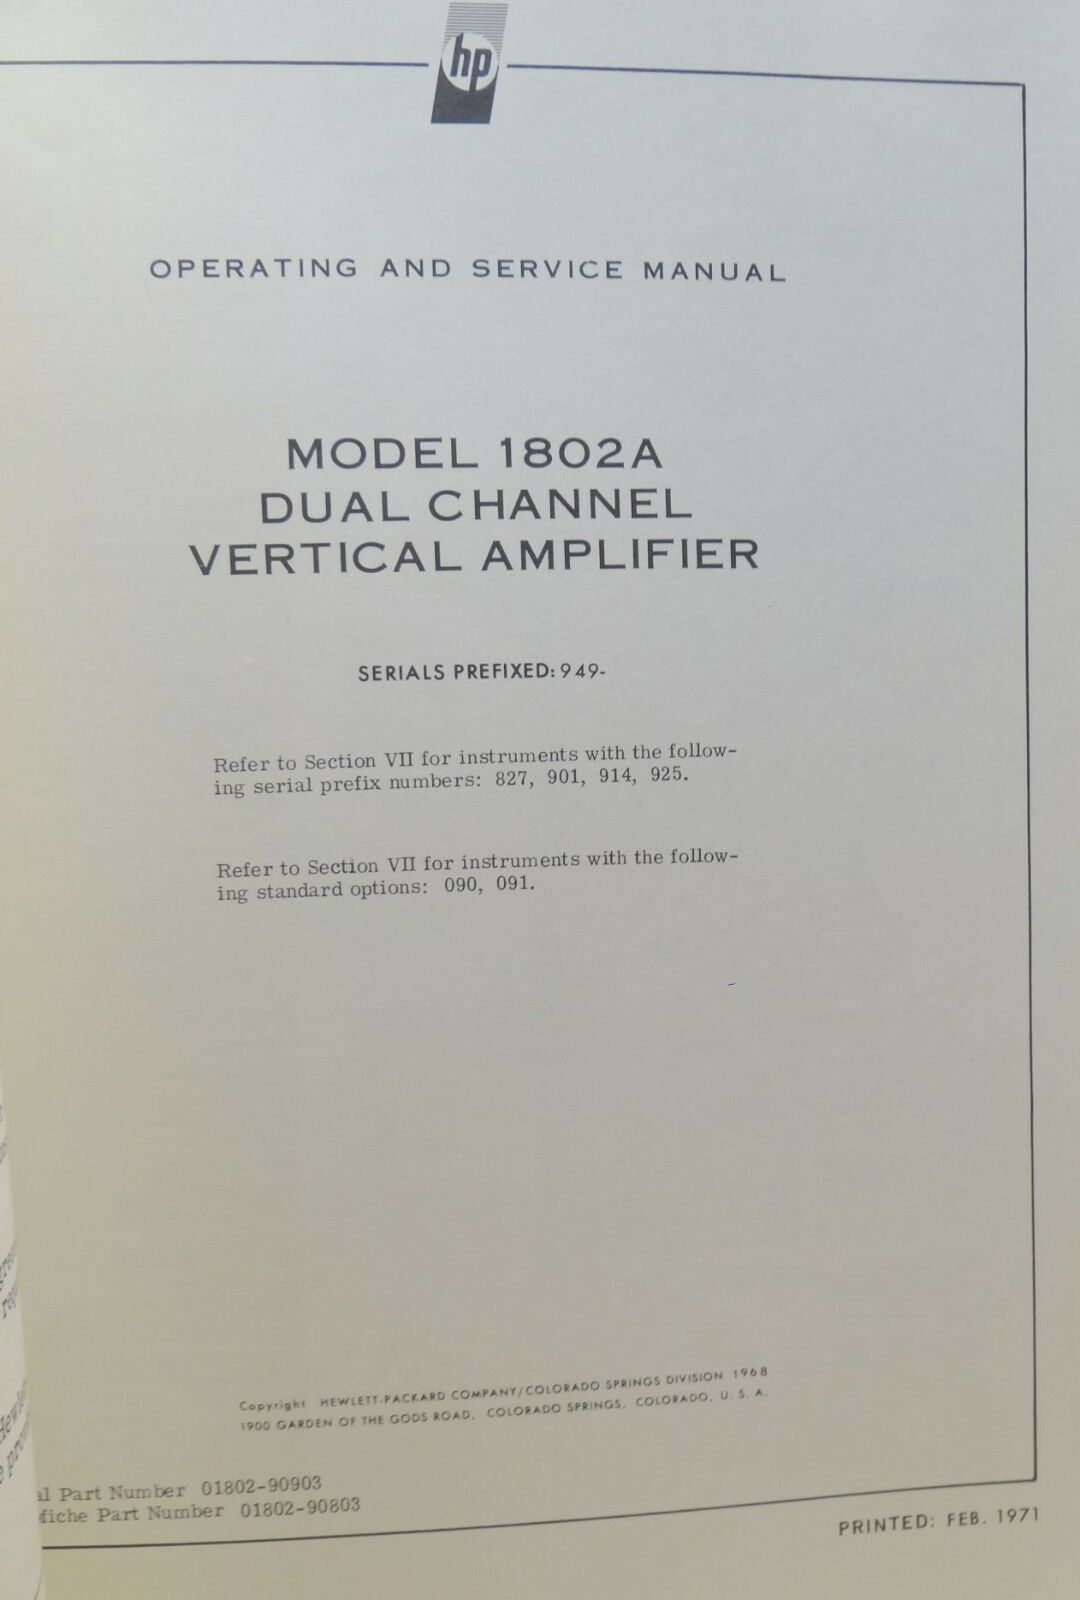 hp
OPERATING AND SERVICE MANUAL
MODEL 1802A
DUAL CHANNEL
VERTICAL AMPLIFIER
SERIALS PREFIXED: 949-
Refer to Section VII for instruments with the follow-
ing serial prefix numbers: 827, 901, 914, 925.
Refer to Section VII for instruments with the follow-
ing standard options: 090, 091.
Copyright HEWLETT-PACKARD COMPANY/COLORADO SPRINGS DIVISION 1968
1900 GARDEN OF THE GODS ROAD, COLORADO SPRINGS, COLORADO, U. S. A.
al Part Number 01802-90903
fiche Part Number 01802-90803
PRINTED: FEB. 1971